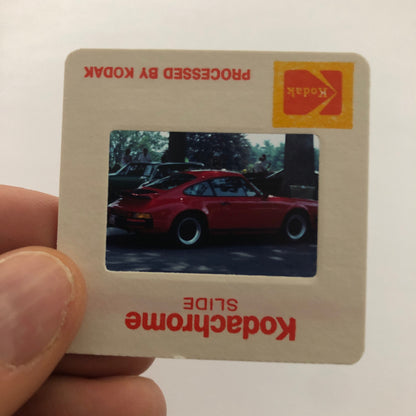 Kodachrome
SLIDE
Kodak
PROCESSED BY KODAK